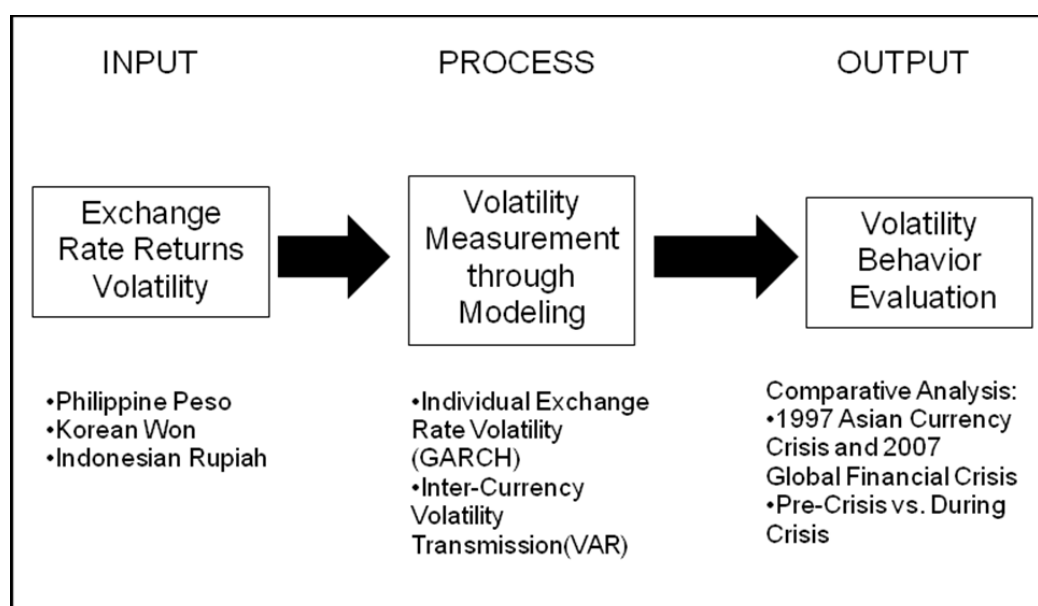 INPUT
PROCESS
OUTPUT
Exchange
Rate Returns
Volatility
Volatility
Measurement
through
Modeling
Volatility
Behavior
Evaluation
•Philippine Peso
•Korean Won
•Indonesian Rupiah
•Individual Exchange
Rate Volatility
(GARCH)
•Inter-Currency
Volatility
Transmission(VAR)
Comparative Analysis:
•1997 Asian Currency
Crisis and 2007
Global Financial Crisis
•Pre-Crisis vs. During
Crisis